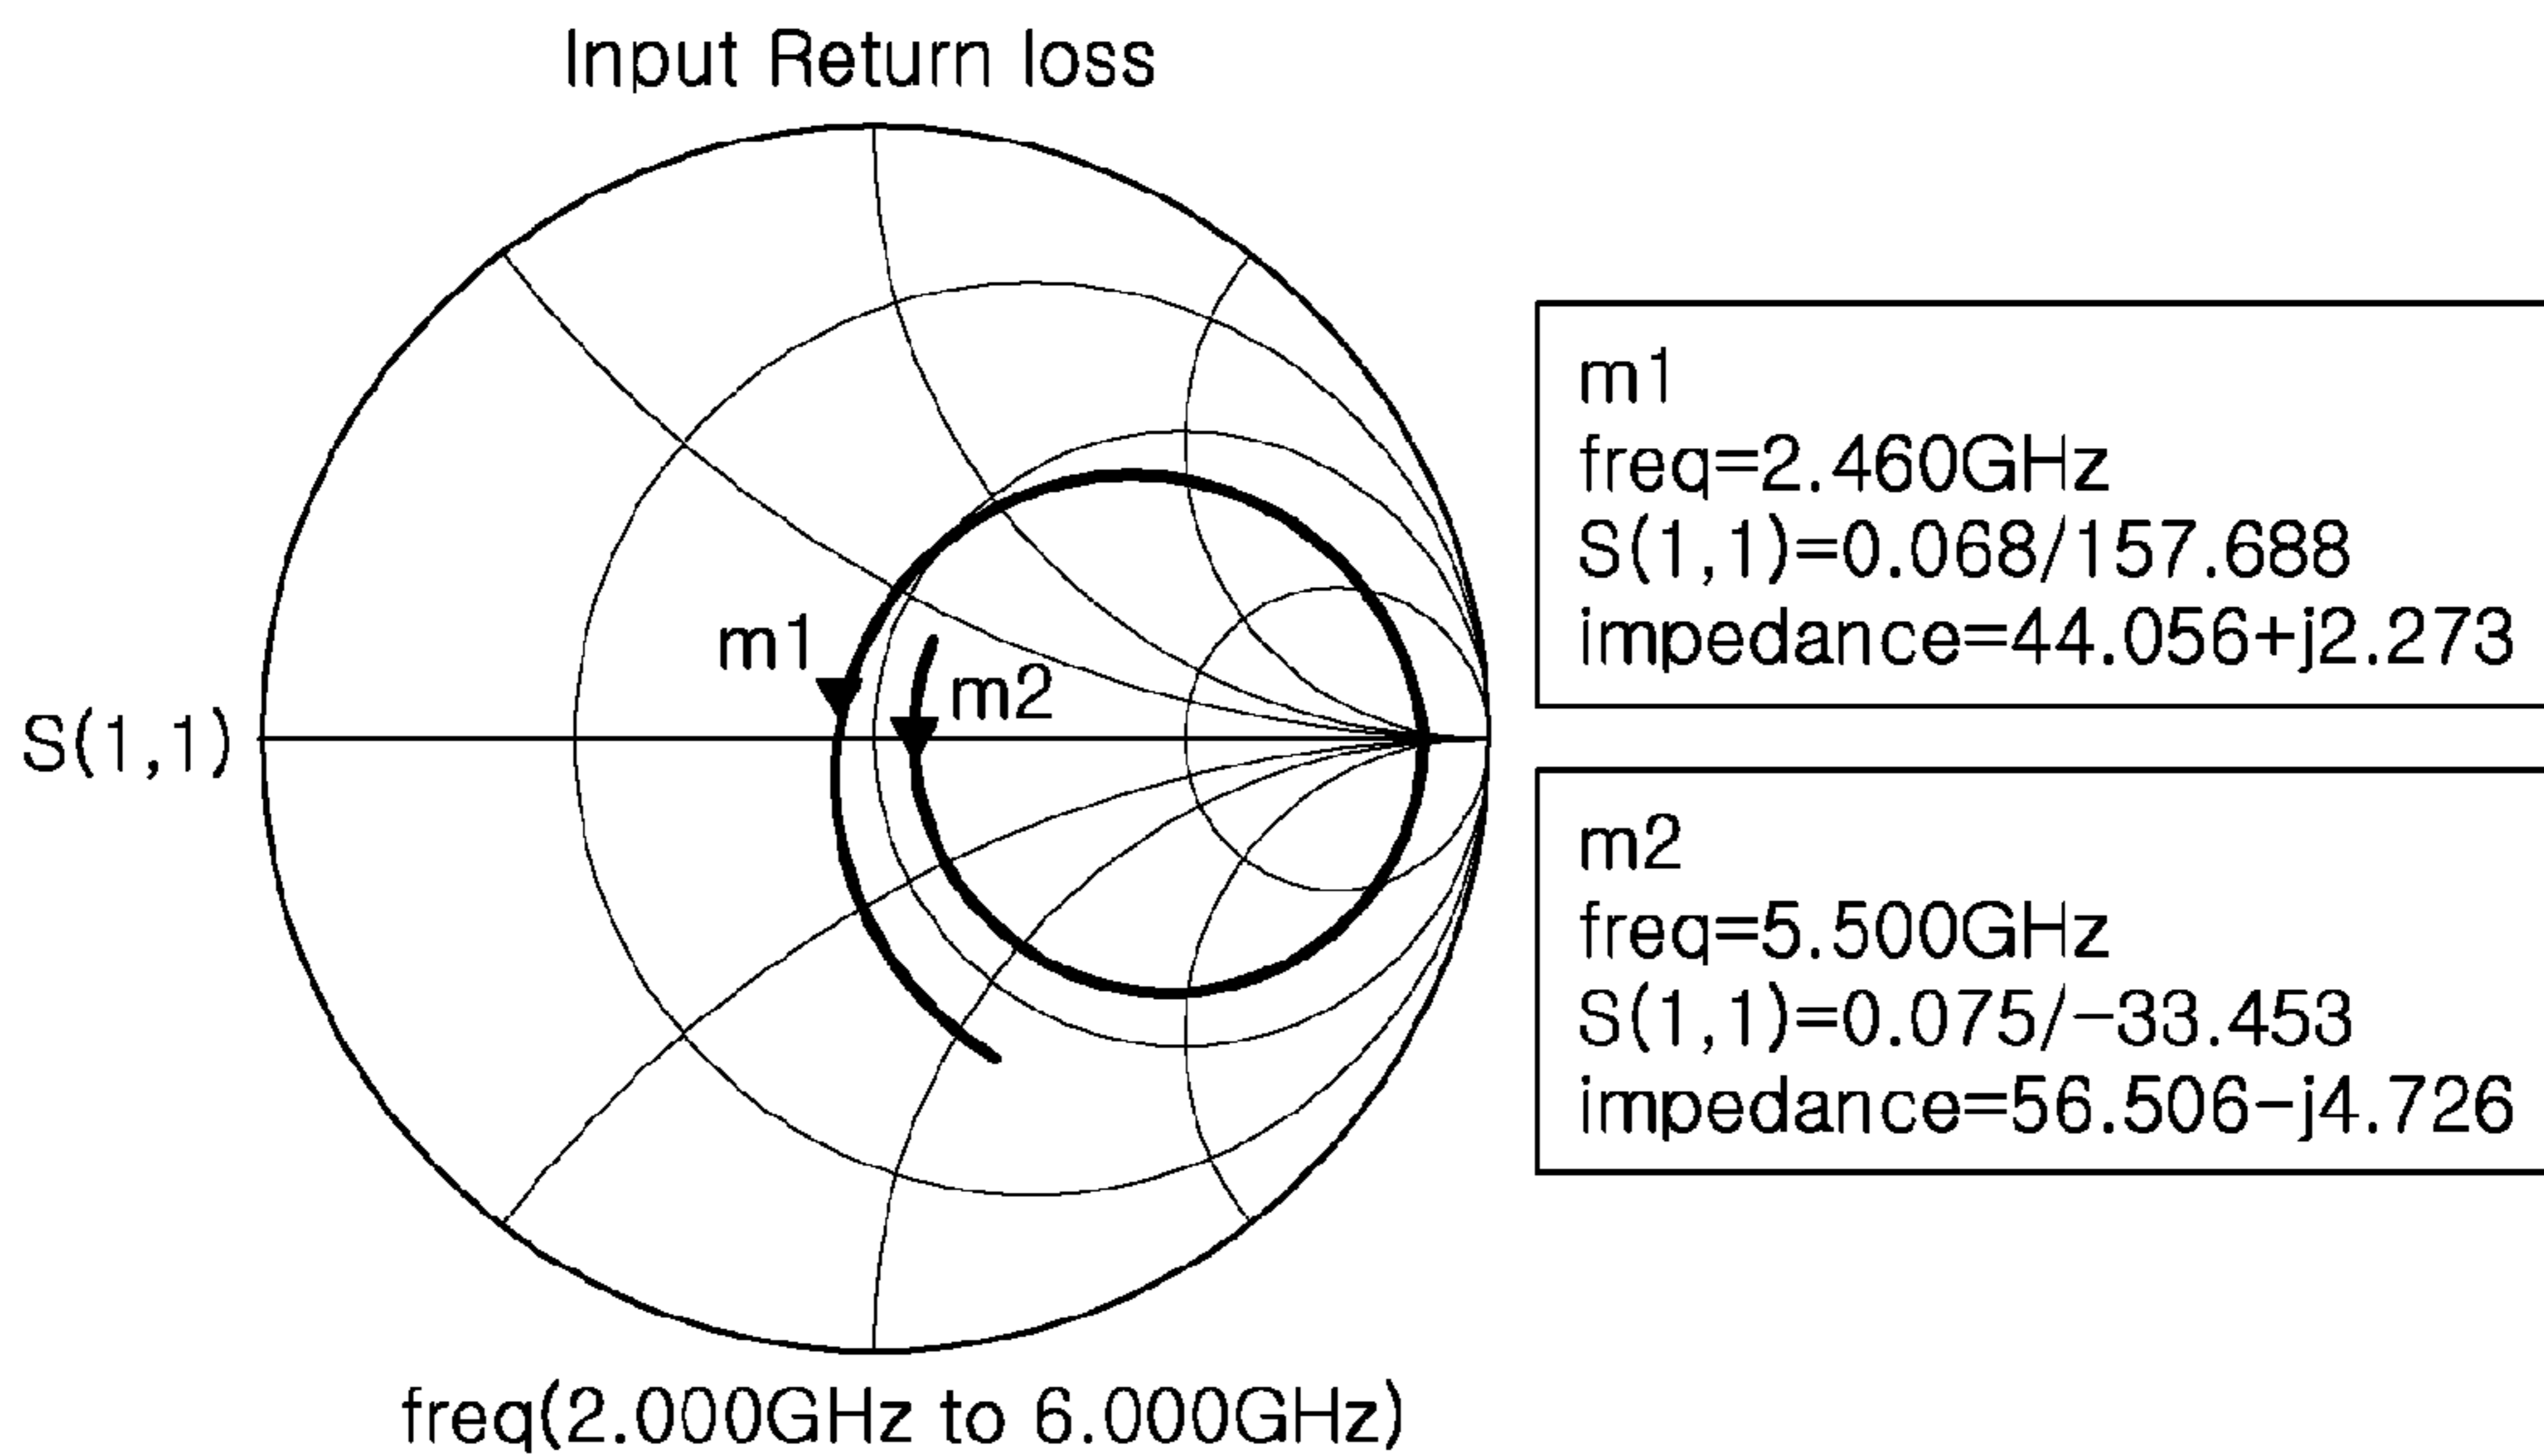 Input Return loss
m1
m2
S(1,1)
freq(2.000GHz to 6.000GHz)
m1
freq=2.460GHz
S(1,1)=0.068/157.688
impedance=44.056+j2.273
m2
freq=5.500GHz
S(1,1)=0.075/−33.453
impedance=56.506−j4.726